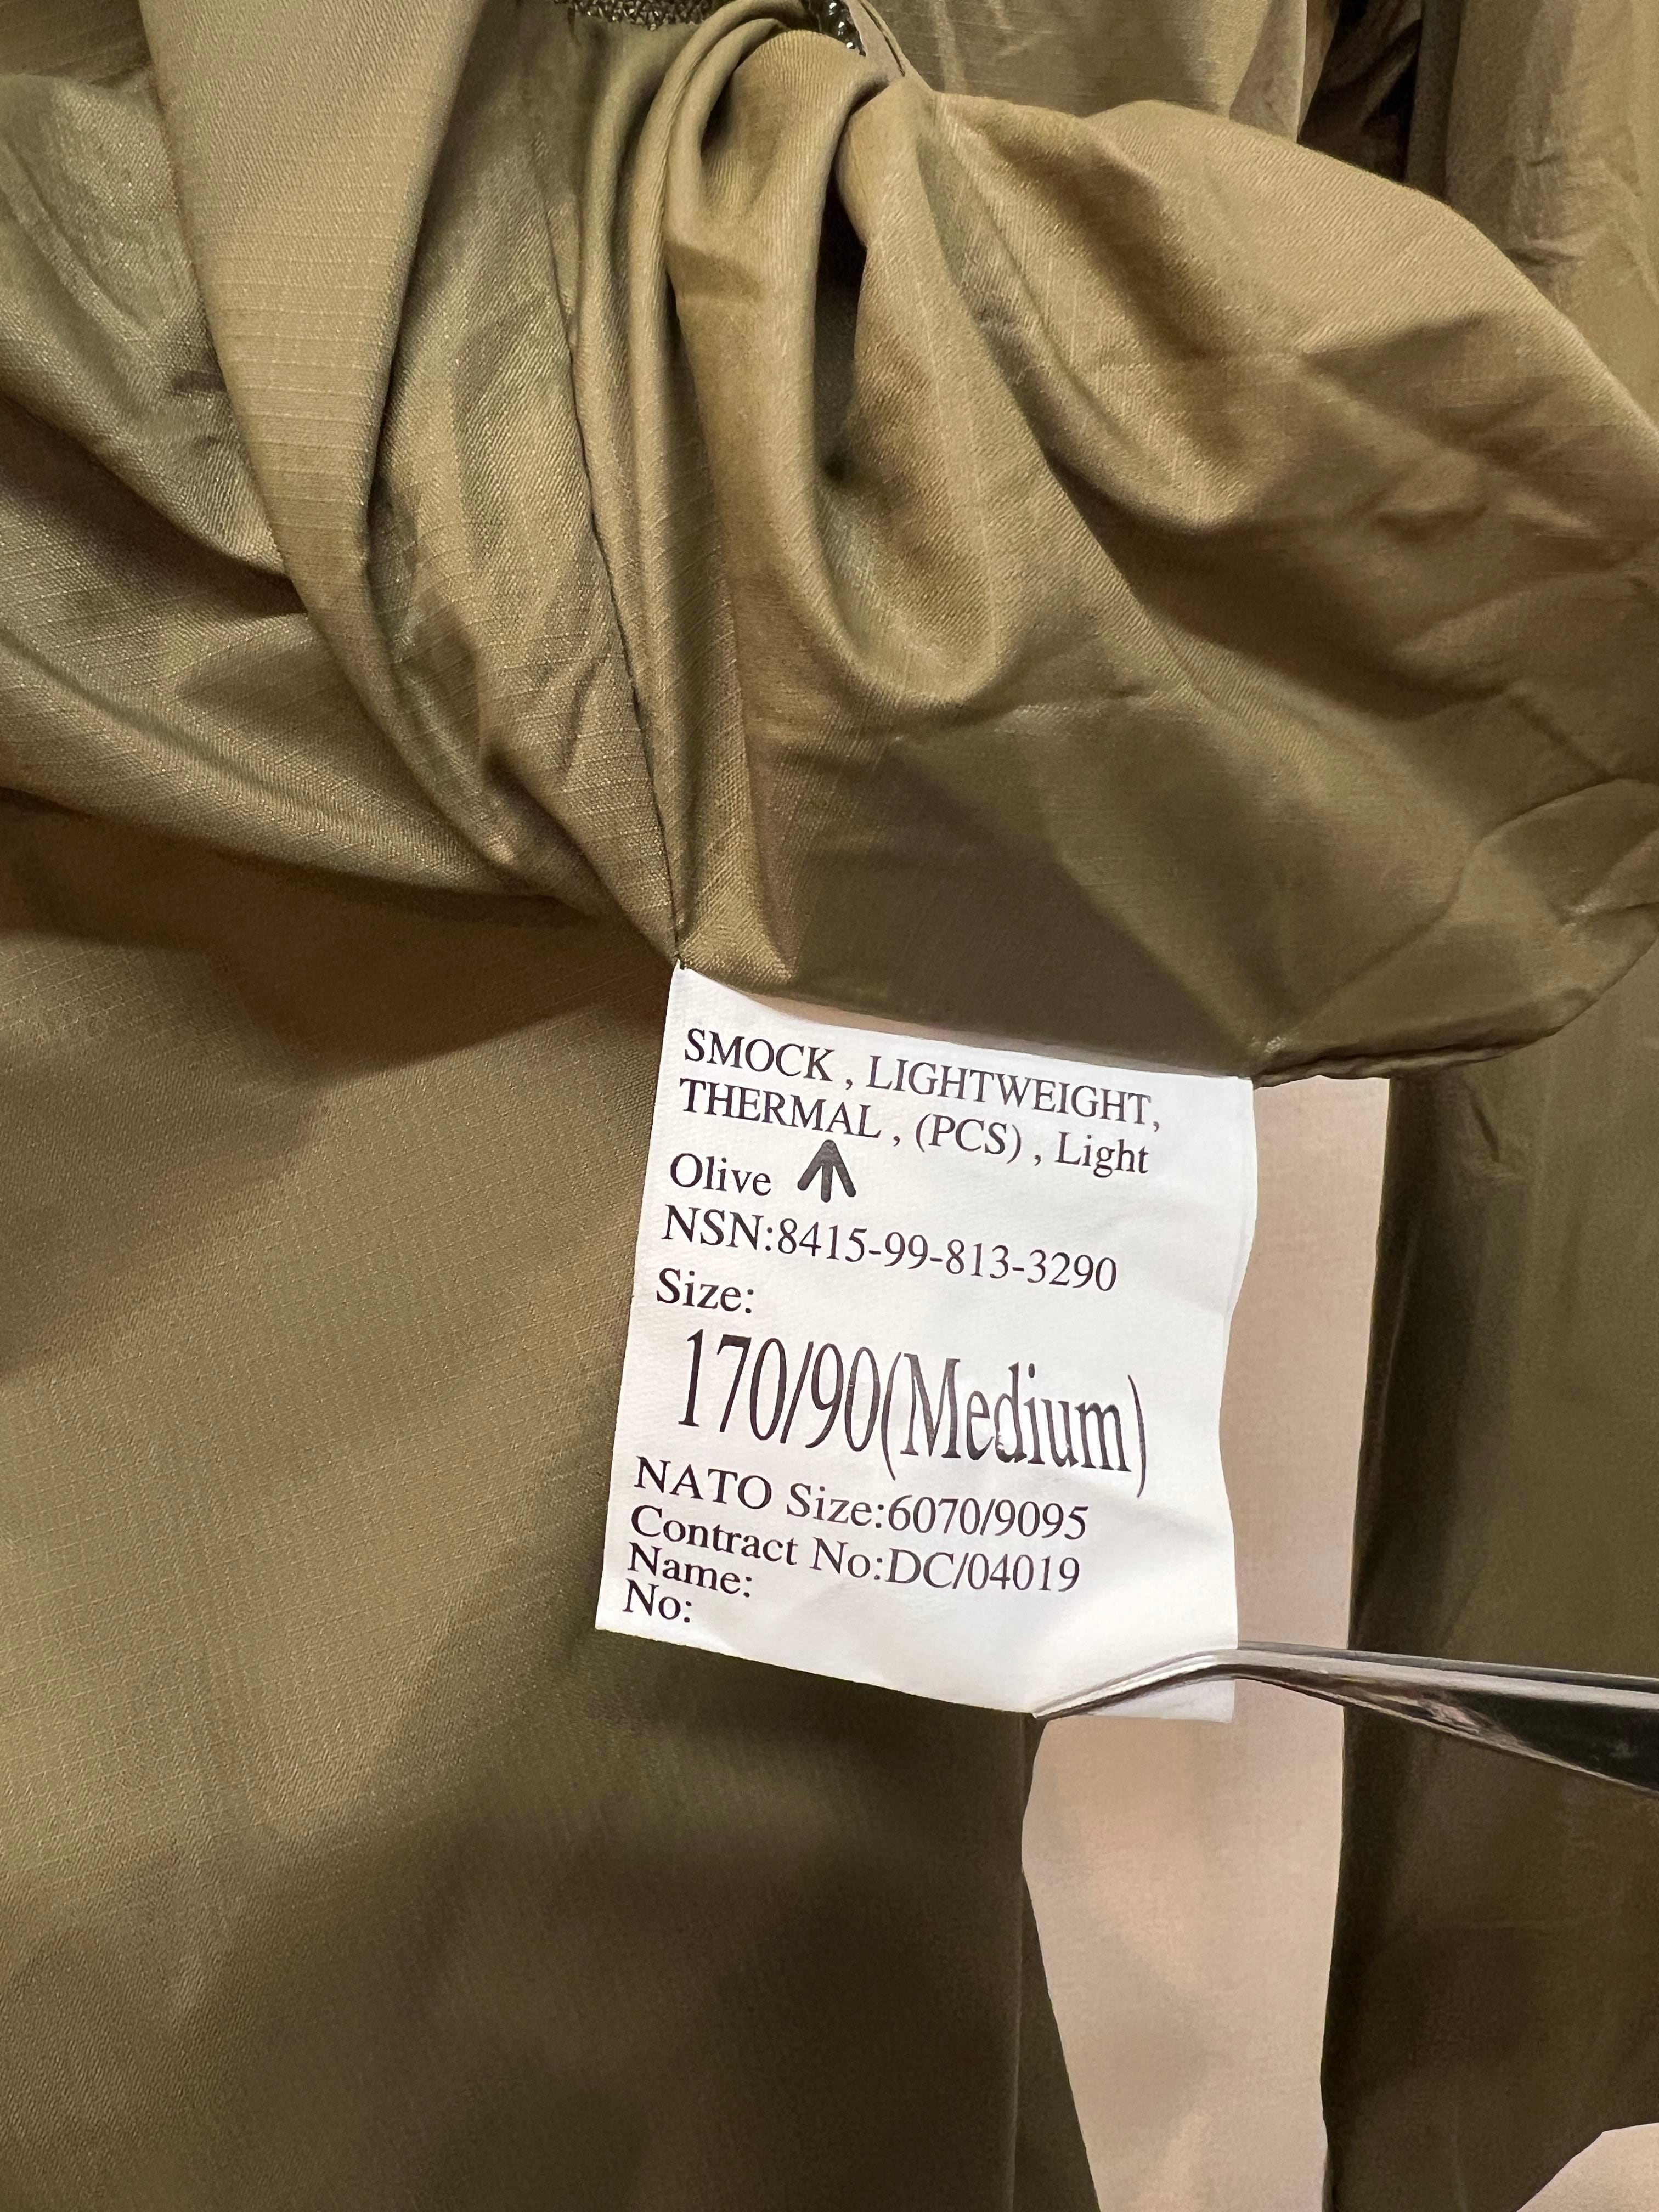 SMOCK , LIGHTWEIGHT,
THERMAL , (PCS) , Light
Olive
NSN:8415-99-813-3290
Size:
170/90(Medium)
NATO Size:6070/9095
Contract No:DC/04019
Name:
No: